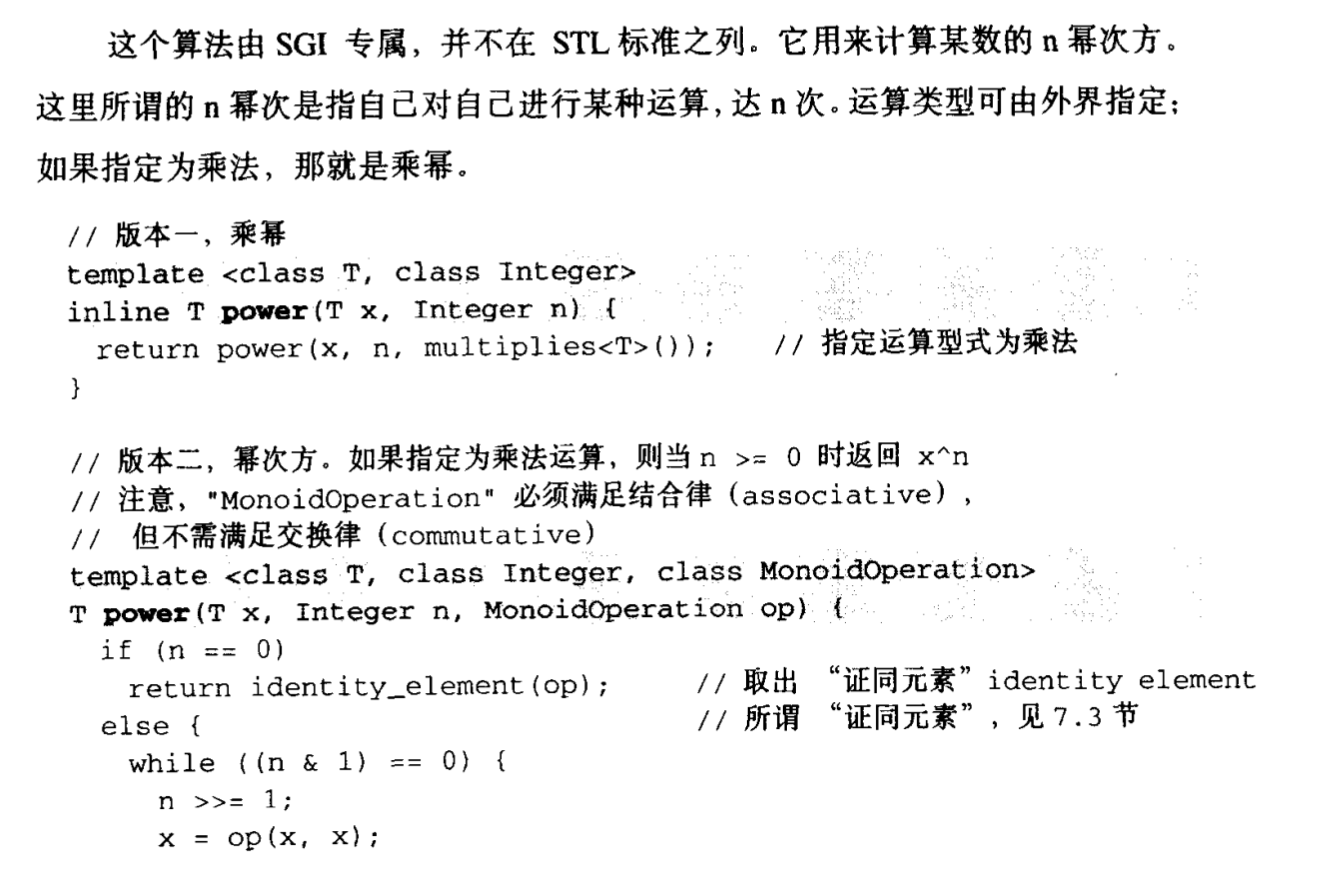 这个算法由 SGI 专属，并不在 STL 标准之列。它用来计算某数的 n 幂次方。
这里所谓的 n 幂次是指自己对自己进行某种运算，达 n 次。运算类型可由外界指定；
如果指定为乘法，那就是乘幂。
// 版本一，乘幂
template <class T, class Integer>
inline T power(T x, Integer n) {
  return power(x, n, multiplies<T>());   // 指定运算型式为乘法
}
// 版本二，幂次方。如果指定为乘法运算，则当 n >= 0 时返回 x^n
// 注意，"MonoidOperation" 必须满足结合律（associative），
//  但不需满足交换律（commutative）
template <class T, class Integer, class MonoidOperation>
T power(T x, Integer n, MonoidOperation op) {
  if (n == 0)
    return identity_element(op);      // 取出 “证同元素”identity element
  else {                              // 所谓 “证同元素”，见 7.3 节
    while ((n & 1) == 0) {
      n >>= 1;
      x = op(x, x);